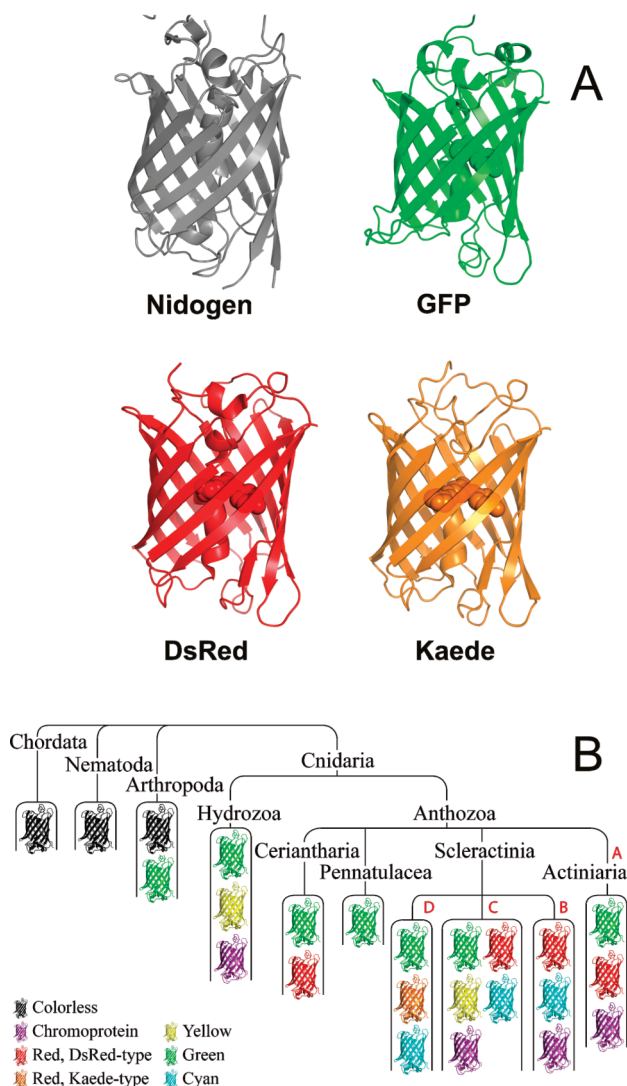 A
Nidogen
GFP
DsRed
Kaede
B
Chordata
Nematoda
Arthropoda
Cnidaria
Hydrozoa
Anthozoa
Ceriantharia
Pennatulacea
Scleractinia
A
Actiniaria
D
C
B
Colorless
Chromoprotein
Yellow
Red, DsRed-type
Green
Red, Kaede-type
Cyan